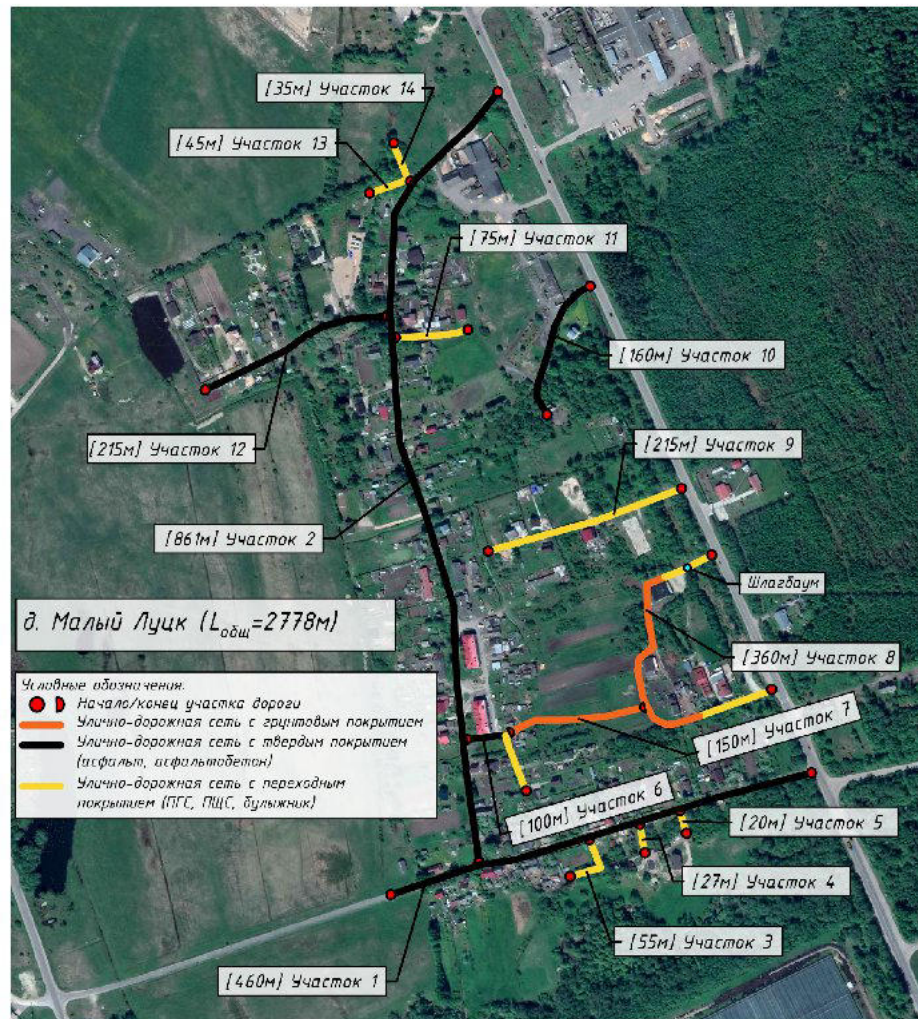 [35м] Участок 14
[45м] Участок 13
[75м] Участок 11
[160м] Участок 10
[215м] Участок 12
[215м] Участок 9
[861м] Участок 2
Шлагбаум
д. Малый Луцк (Lобщ=2778м)
[360м] Участок 8
Условные обозначения:
Начало/конец участка дороги
Улично-дорожная сеть с грунтовым покрытием
Улично-дорожная сеть с твердым покрытием
(асфальт, асфальтобетон)
Улично-дорожная сеть с переходным
покрытием (ПГС, ПЩС, булыжник)
[150м] Участок 7
[100м] Участок 6
[20м] Участок 5
[27м] Участок 4
[55м] Участок 3
[460м] Участок 1